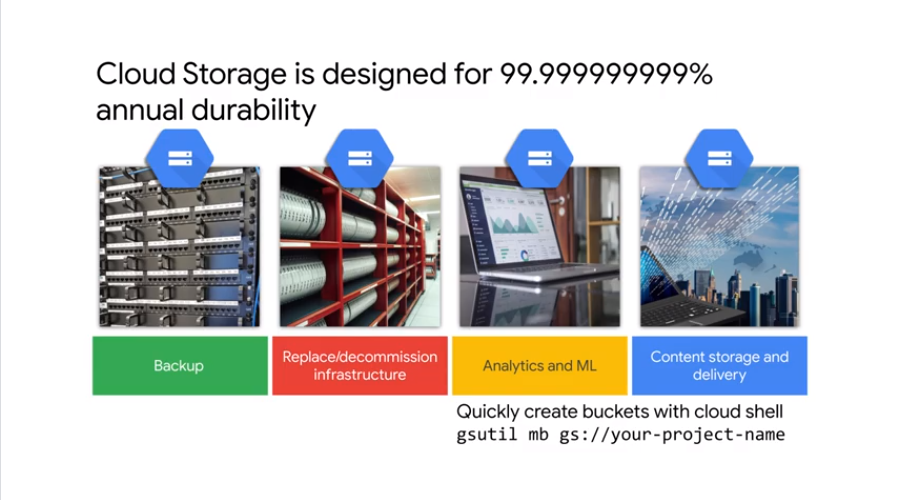 Cloud Storage is designed for 99.999999999%
annual durability
Backup
Replace/decommission
infrastructure
Analytics and ML
Content storage and
delivery
Quickly create buckets with cloud shell
gsutil mb gs://your-project-name